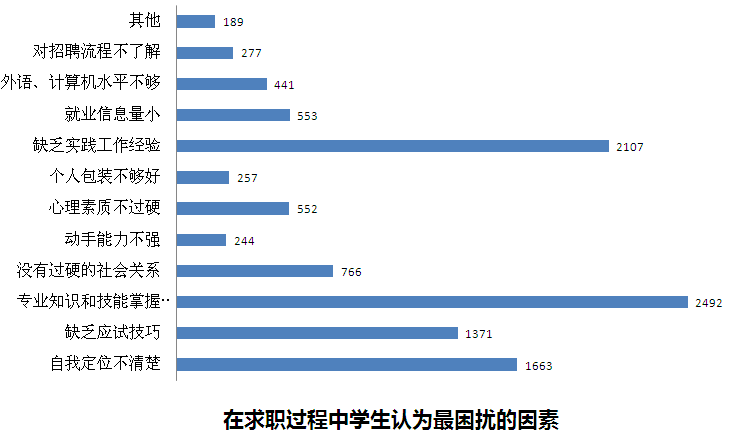 其他 189
对招聘流程不了解 277
外语、计算机水平不够 441
就业信息量小 553
缺乏实践工作经验 2107
个人包装不够好 257
心理素质不过硬 552
动手能力不强 244
没有过硬的社会关系 766
专业知识和技能掌握… 2492
缺乏应试技巧 1371
自我定位不清楚 1663
在求职过程中学生认为最困扰的因素